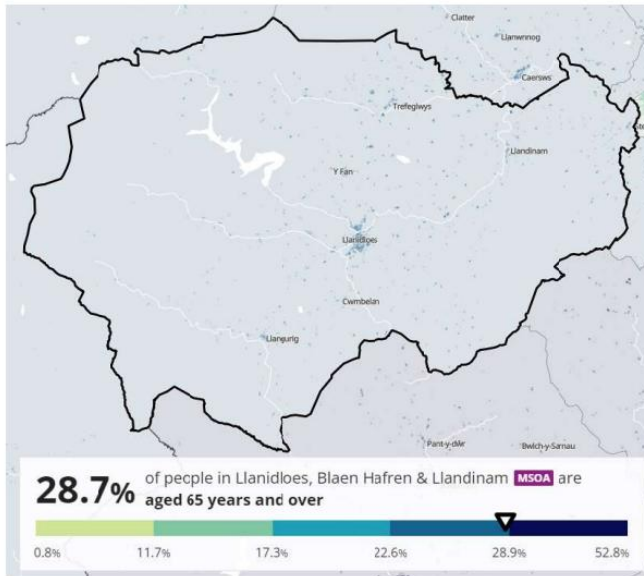 Clatter
Llanwnnog
Caersws
Trefeglwys
Llandinam
Y Fan
Llanidloes
Cwmbelan
Llangurig
Pant-y-dŵr
Bwlch-y-Sarnau
28.7% of people in Llanidloes, Blaen Hafren & Llandinam MSOA are
aged 65 years and over
0.8% 11.7% 17.3% 22.6% 28.9% 52.8%